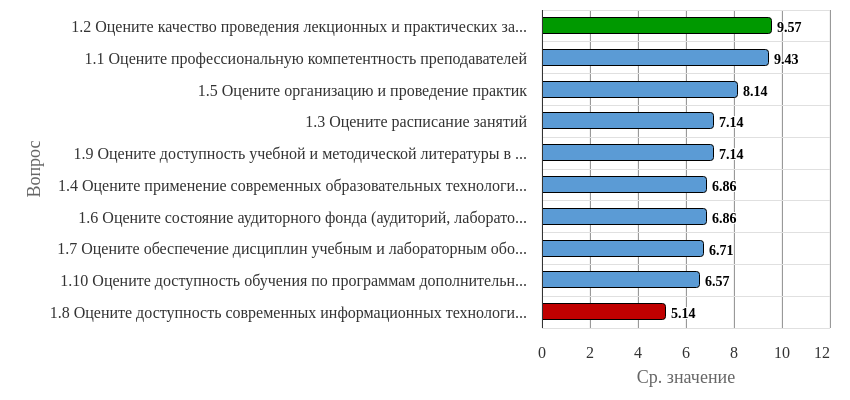 1.2 Оцените качество проведения лекционных и практических за... 9.57
1.1 Оцените профессиональную компетентность преподавателей 9.43
1.5 Оцените организацию и проведение практик 8.14
1.3 Оцените расписание занятий 7.14
1.9 Оцените доступность учебной и методической литературы в ... 7.14
1.4 Оцените применение современных образовательных технологи... 6.86
1.6 Оцените состояние аудиторного фонда (аудиторий, лаборато... 6.86
1.7 Оцените обеспечение дисциплин учебным и лабораторным обо... 6.71
1.10 Оцените доступность обучения по программам дополнительн... 6.57
1.8 Оцените доступность современных информационных технологи... 5.14
Вопрос
0 2 4 6 8 10 12
Ср. значение